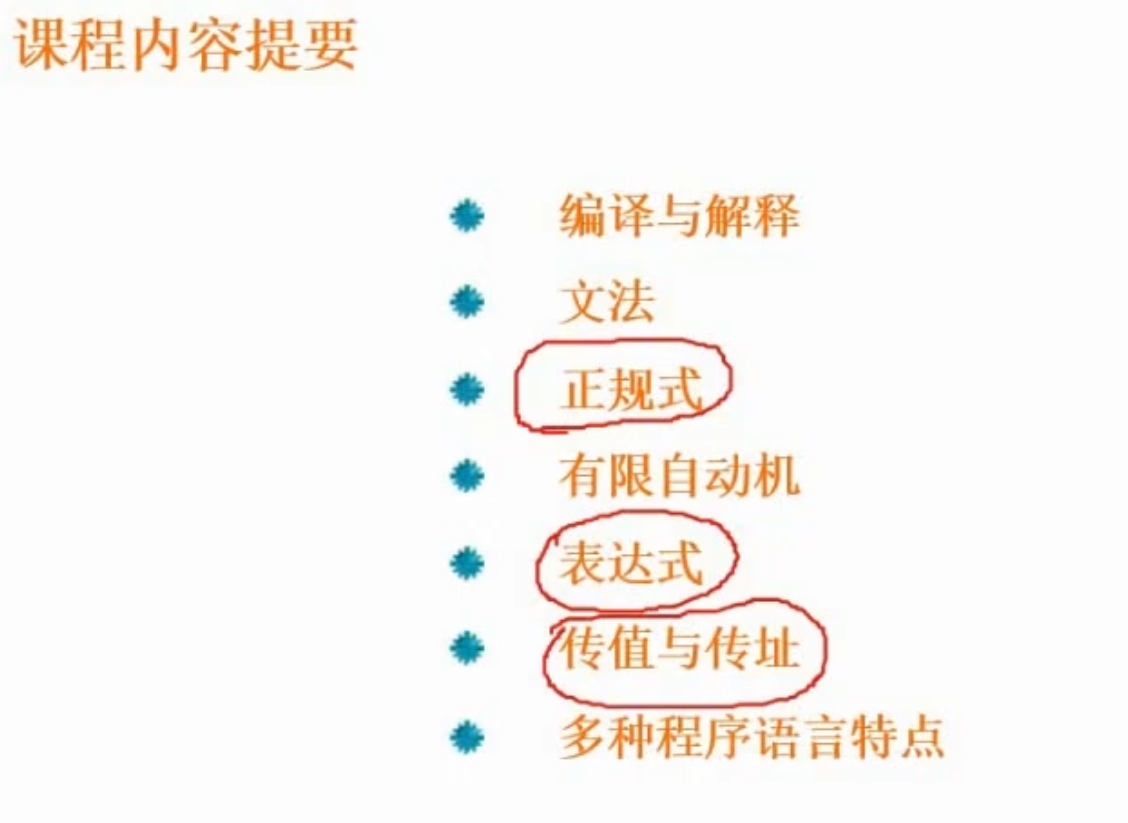 课程内容提要
编译与解释
文法
正规式
有限自动机
表达式
传值与传址
多种程序语言特点